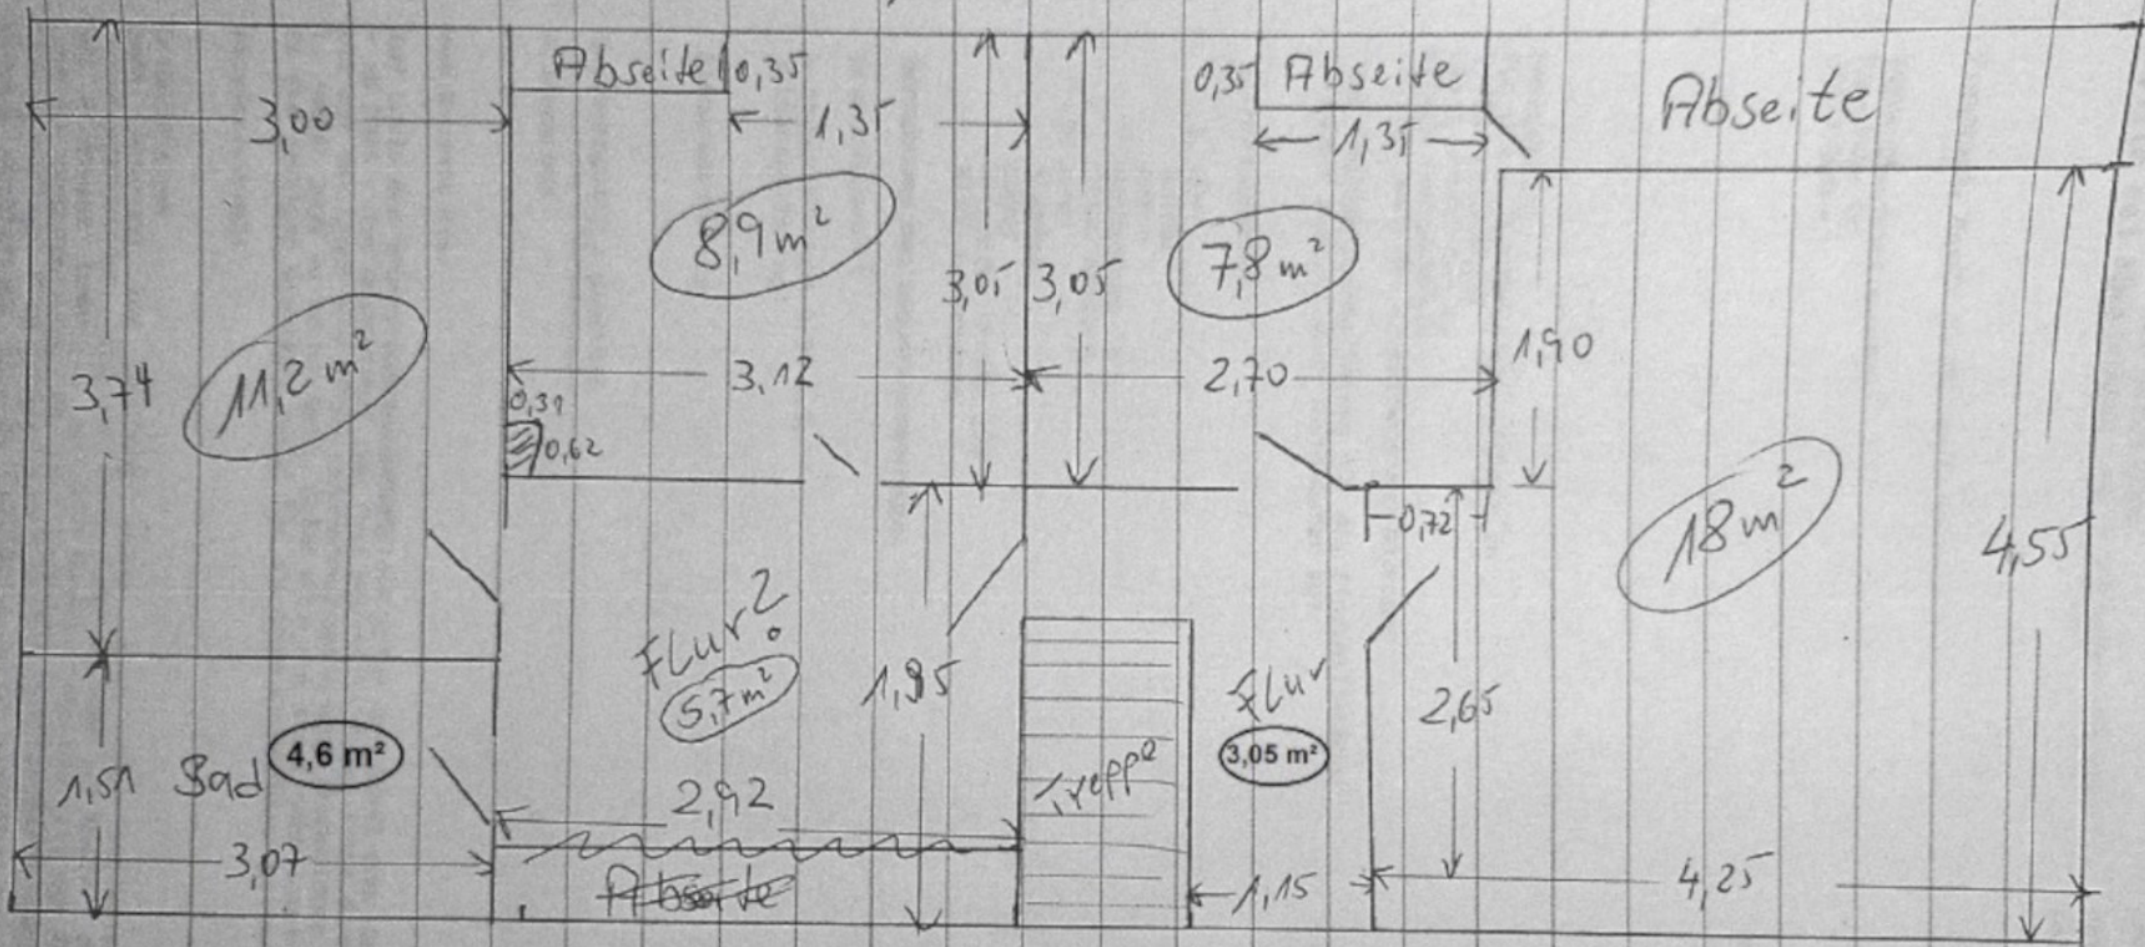 Abseite 0,35
0,35 Abseite
Abseite
3,00
1,35
1,35
8,9 m²
7,8 m²
3,05 3,05
1,90
3,74
11,2 m²
3,12
2,70
0,31
0,62
18 m²
4,55
0,72
Flur?
5,7 m²
1,95
Flur
3,05 m²
2,65
Treppe
1,51 Bad 4,6 m²
2,92
3,07
Abseite
1,15
4,25